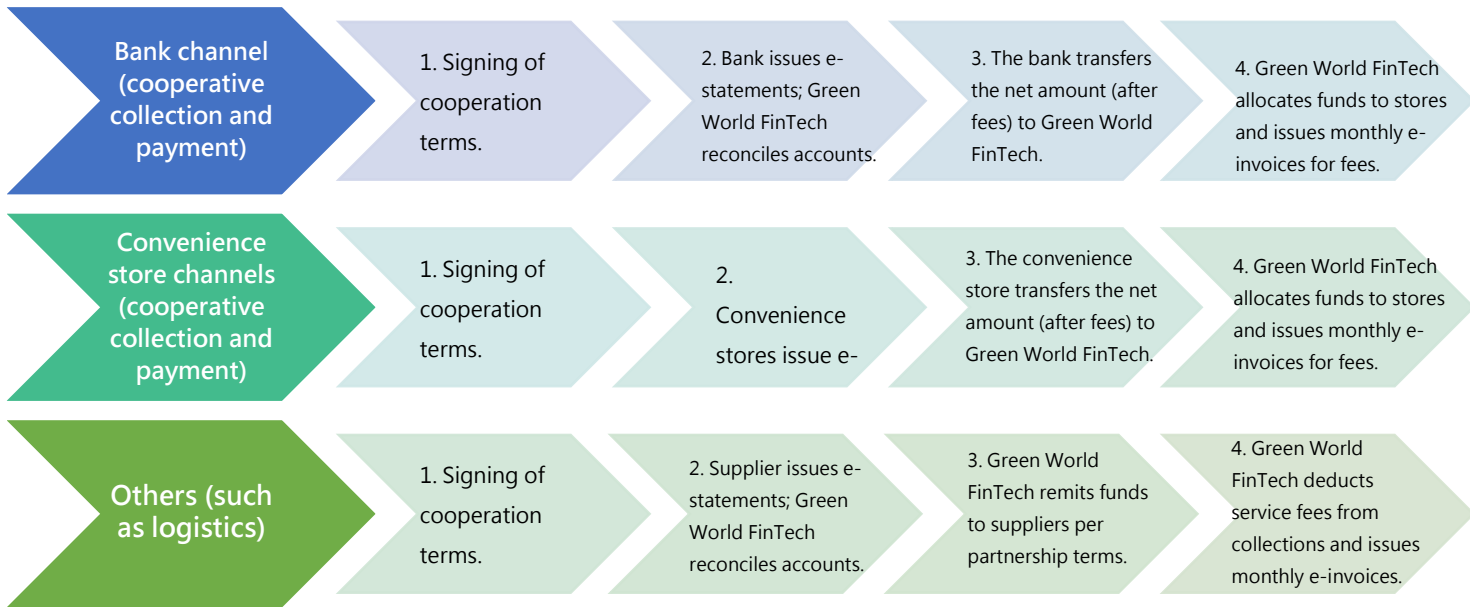 Bank channel
(cooperative
collection and
payment)
1. Signing of
cooperation
terms.
2. Bank issues e-
statements; Green
World FinTech
reconciles accounts.
3. The bank transfers
the net amount (after
fees) to Green World
FinTech.
4. Green World FinTech
allocates funds to stores
and issues monthly e-
invoices for fees.
Convenience
store channels
(cooperative
collection and
payment)
1. Signing of
cooperation
terms.
2.
Convenience
stores issue e-
3. The convenience
store transfers the net
amount (after fees) to
Green World FinTech.
4. Green World FinTech
allocates funds to stores
and issues monthly e-
invoices for fees.
Others (such
as logistics)
1. Signing of
cooperation
terms.
2. Supplier issues e-
statements; Green
World FinTech
reconciles accounts.
3. Green World
FinTech remits funds
to suppliers per
partnership terms.
4. Green World
FinTech deducts
service fees from
collections and issues
monthly e-invoices.